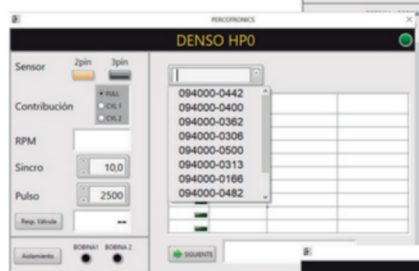 PERCOTRONICS
DENSO HP0
Sensor
2pin 3pin
Contribución
FULL
CYL 1
CYL 2
RPM
Sincro
10,0
Pulso
2500
Resp. Válvula
--
Aislamiento
BOBINA1 BOBINA 2
094000-0442
094000-0400
094000-0362
094000-0306
094000-0500
094000-0313
094000-0166
094000-0482
SIGUIENTE